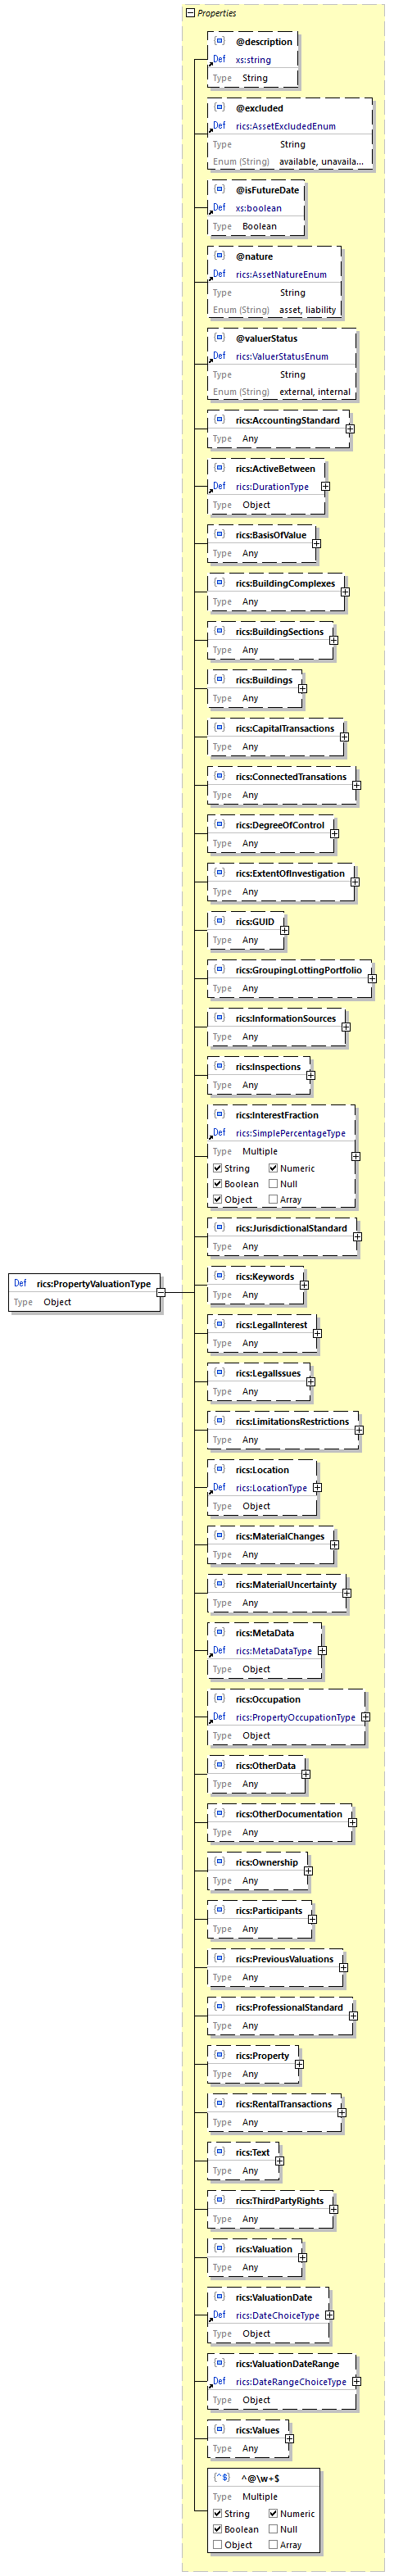 Properties
@description
Def xs:string
Type String
@excluded
Def rics:AssetExcludedEnum
Type String
Enum (String) available, unavaila...
@isFutureDate
Def xs:boolean
Type Boolean
@nature
Def rics:AssetNatureEnum
Type String
Enum (String) asset, liability
@valuerStatus
Def rics:ValuerStatusEnum
Type String
Enum (String) external, internal
rics:AccountingStandard
Type Any
rics:ActiveBetween
Def rics:DurationType
Type Object
rics:BasisOfValue
Type Any
rics:BuildingComplexes
Type Any
rics:BuildingSections
Type Any
rics:Buildings
Type Any
rics:CapitalTransactions
Type Any
rics:ConnectedTransations
Type Any
rics:DegreeOfControl
Type Any
rics:ExtentOfInvestigation
Type Any
rics:GUID
Type Any
rics:GroupingLottingPortfolio
Type Any
rics:InformationSources
Type Any
rics:Inspections
Type Any
rics:InterestFraction
Def rics:SimplePercentageType
Type Multiple
String Numeric
Boolean Null
Object Array
rics:JurisdictionalStandard
Type Any
rics:Keywords
Type Any
Def rics:PropertyValuationType
Type Object
rics:LegalInterest
Type Any
rics:LegalIssues
Type Any
rics:LimitationsRestrictions
Type Any
rics:Location
Def rics:LocationType
Type Object
rics:MaterialChanges
Type Any
rics:MaterialUncertainty
Type Any
rics:MetaData
Def rics:MetaDataType
Type Object
rics:Occupation
Def rics:PropertyOccupationType
Type Object
rics:OtherData
Type Any
rics:OtherDocumentation
Type Any
rics:Ownership
Type Any
rics:Participants
Type Any
rics:PreviousValuations
Type Any
rics:ProfessionalStandard
Type Any
rics:Property
Type Any
rics:RentalTransactions
Type Any
rics:Text
Type Any
rics:ThirdPartyRights
Type Any
rics:Valuation
Type Any
rics:ValuationDate
Def rics:DateChoiceType
Type Object
rics:ValuationDateRange
Def rics:DateRangeChoiceType
Type Object
rics:Values
Type Any
^@\w+$
Type Multiple
String Numeric
Boolean Null
Object Array